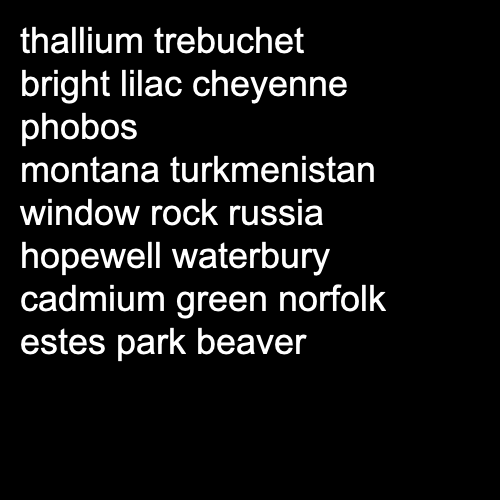 thallium trebuchet
bright lilac cheyenne
phobos
montana turkmenistan
window rock russia
hopewell waterbury
cadmium green norfolk
estes park beaver